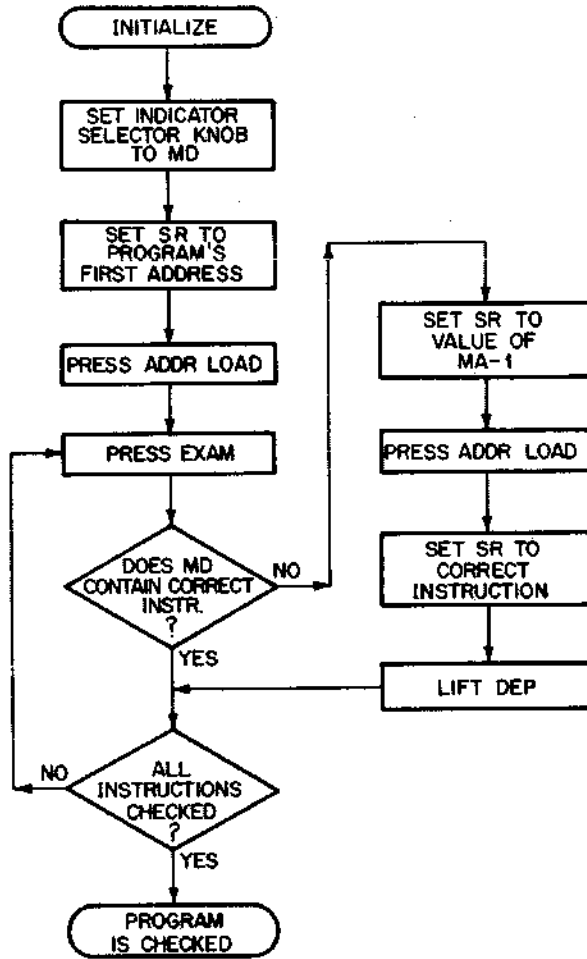 INITIALIZE
SET INDICATOR
SELECTOR KNOB
TO MD
SET SR TO
PROGRAM'S
FIRST ADDRESS
PRESS ADDR LOAD
PRESS EXAM
DOES MD
CONTAIN CORRECT
INSTR.
?
NO
YES
SET SR TO
VALUE OF
MA-1
PRESS ADDR LOAD
SET SR TO
CORRECT
INSTRUCTION
LIFT DEP
ALL
INSTRUCTIONS
CHECKED
?
NO
YES
PROGRAM
IS CHECKED